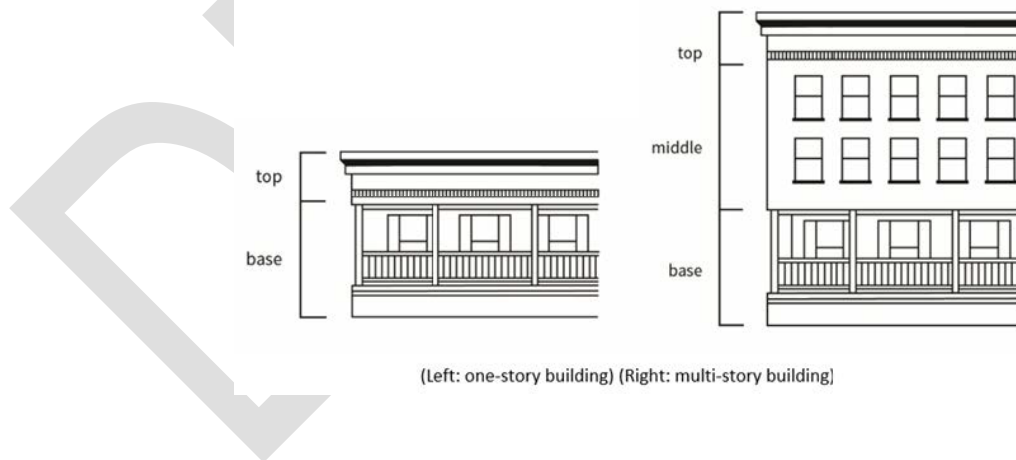 top
middle
base
top
base
(Left: one-story building) (Right: multi-story building)